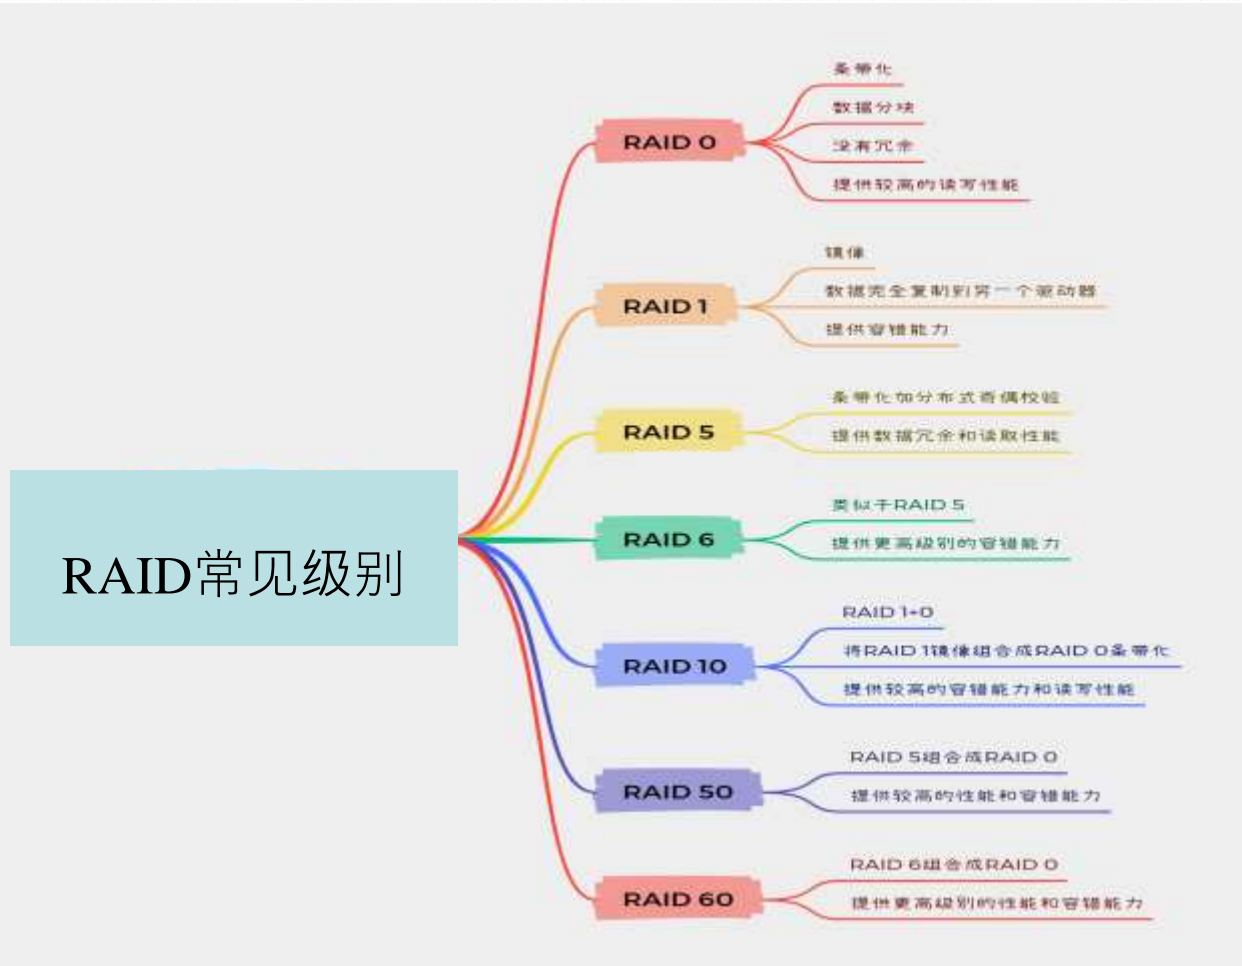 RAID常见级别
RAID 0
条带化
数据分块
没有冗余
提供较高的读写性能
RAID 1
镜像
数据完全复制到另一个驱动器
提供容错能力
RAID 5
条带化加分布式奇偶校验
提供数据冗余和读取性能
RAID 6
类似于RAID 5
提供更高级别的容错能力
RAID 10
RAID 1+0
将RAID 1镜像组合成RAID 0条带化
提供较高的容错能力和读写性能
RAID 50
RAID 5组合成RAID 0
提供较高的性能和容错能力
RAID 60
RAID 6组合成RAID 0
提供更高级别的性能和容错能力